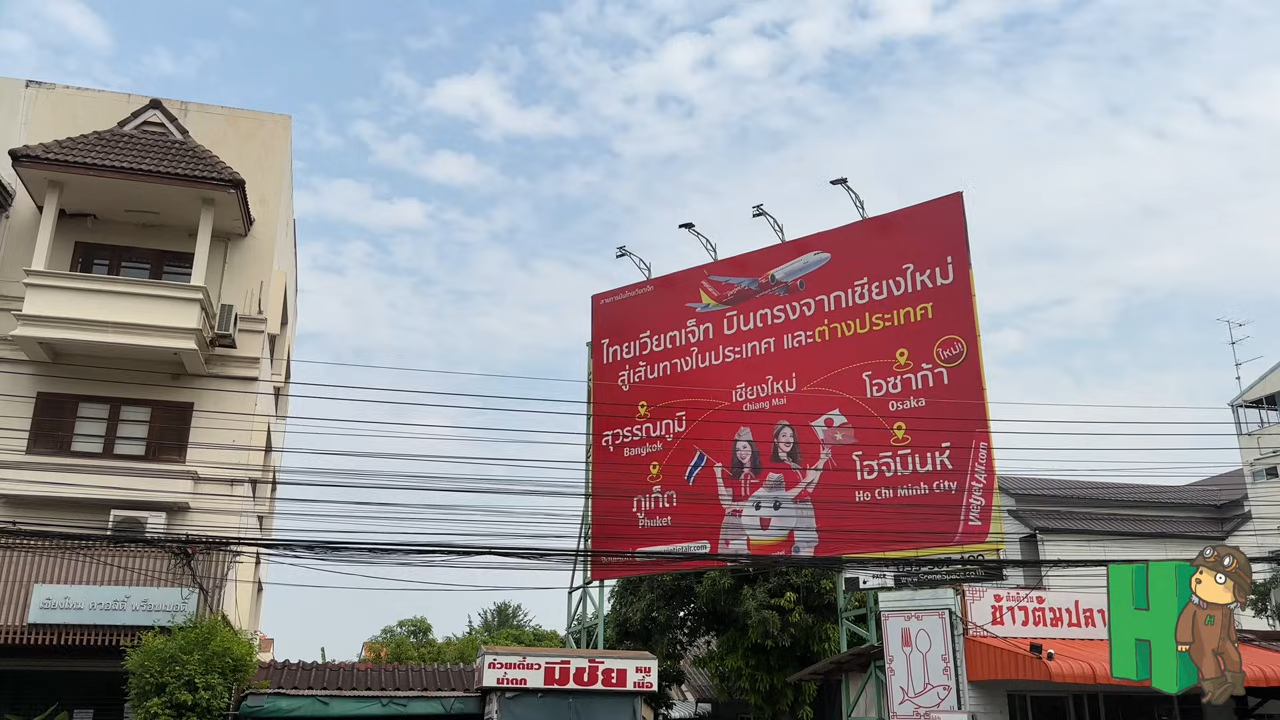 สายการบินไทยเวียตเจ็ท
ไทยเวียตเจ็ท บินตรงจากเชียงใหม่
สู่เส้นทางในประเทศ และต่างประเทศ
ใหม่!
เชียงใหม่
Chiang Mai
โอซาก้า
Osaka
สุวรรณภูมิ
Bangkok
โฮจิมินห์
Ho Chi Minh City
ภูเก็ต
Phuket
vietjetAir.com
www.SceneSpace.co.th
เชียงใหม่ ควอลิตี้ พร็อบเพอตี้
ก๋วยเตี๋ยว
น้ำตก
มีชัย
หมู
เนื้อ
ข้าวต้มปลา
H